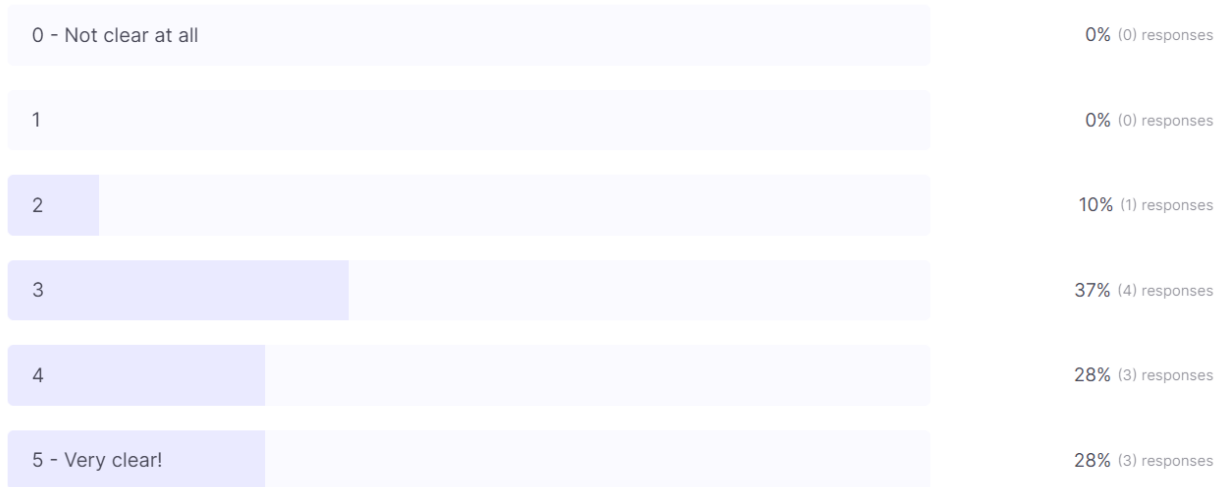 0 - Not clear at all 0% (0) responses
1 0% (0) responses
2 10% (1) responses
3 37% (4) responses
4 28% (3) responses
5 - Very clear! 28% (3) responses